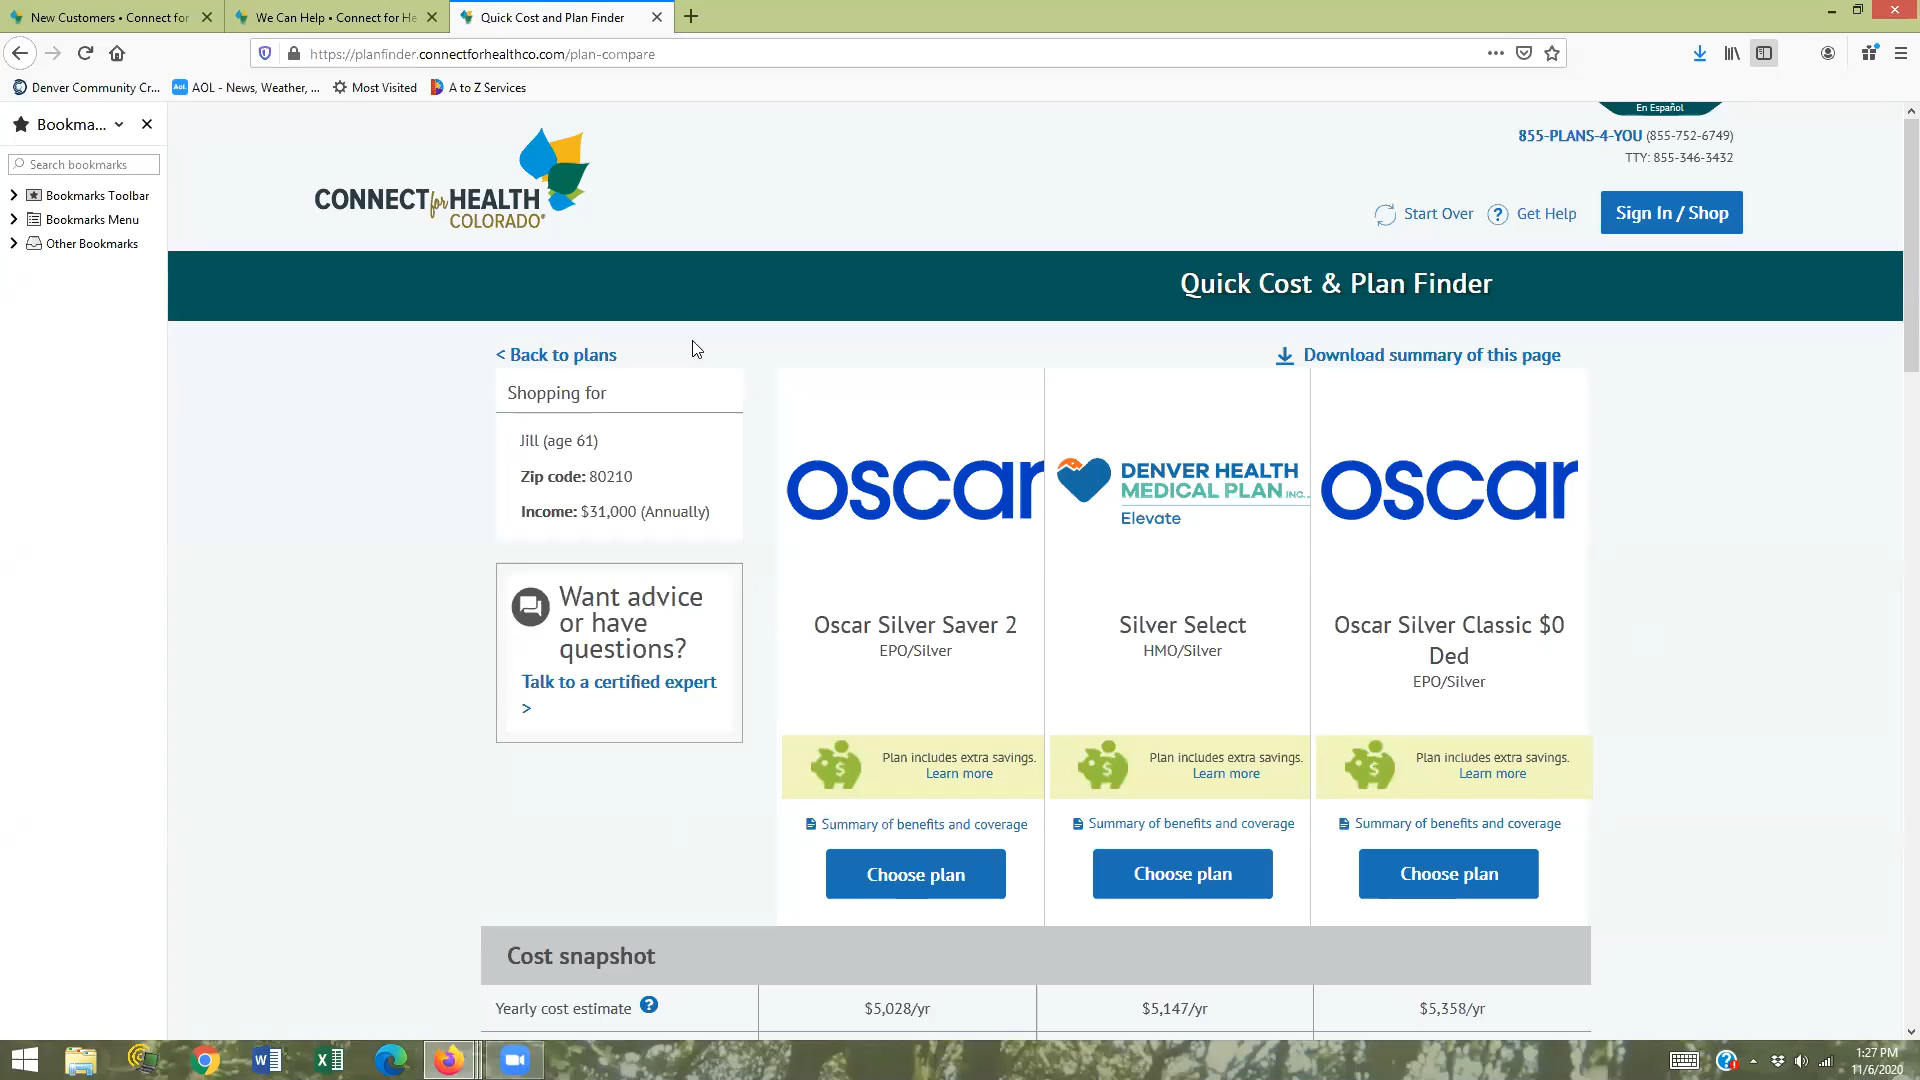 New Customers • Connect for
We Can Help • Connect for He
Quick Cost and Plan Finder
https://planfinder.connectforhealthco.com/plan-compare
Denver Community Cr...
AOL - News, Weather, ...
Most Visited
A to Z Services
Bookma...
Search bookmarks
Bookmarks Toolbar
Bookmarks Menu
Other Bookmarks
En Español
855-PLANS-4-YOU (855-752-6749)
TTY: 855-346-3432
CONNECT for HEALTH
COLORADO
Start Over
Get Help
Sign In / Shop
Quick Cost & Plan Finder
< Back to plans
Download summary of this page
Shopping for
Jill (age 61)
Zip code: 80210
Income: $31,000 (Annually)
Want advice
or have
questions?
Talk to a certified expert
>
oscar
DENVER HEALTH
MEDICAL PLAN INC.
Elevate
oscar
Oscar Silver Saver 2
EPO/Silver
Silver Select
HMO/Silver
Oscar Silver Classic $0
Ded
EPO/Silver
Plan includes extra savings.
Learn more
Plan includes extra savings.
Learn more
Plan includes extra savings.
Learn more
Summary of benefits and coverage
Summary of benefits and coverage
Summary of benefits and coverage
Choose plan
Choose plan
Choose plan
Cost snapshot
Yearly cost estimate ?
$5,028/yr
$5,147/yr
$5,358/yr
1:27 PM
11/6/2020